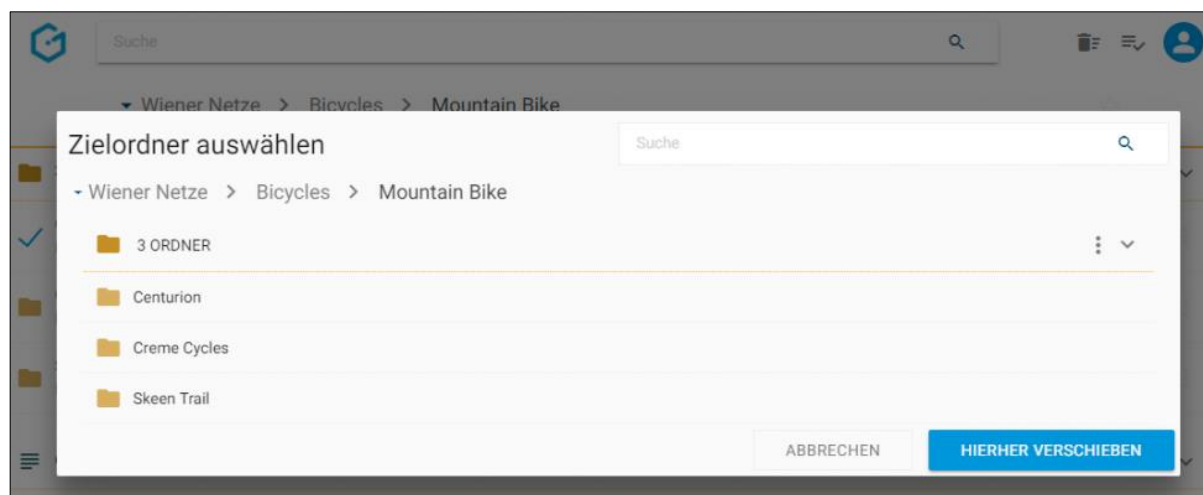 Suche
Wiener Netze > Bicycles > Mountain Bike
Zielordner auswählen
Suche
Wiener Netze > Bicycles > Mountain Bike
3 ORDNER
Centurion
Creme Cycles
Skeen Trail
ABBRECHEN
HIERHER VERSCHIEBEN